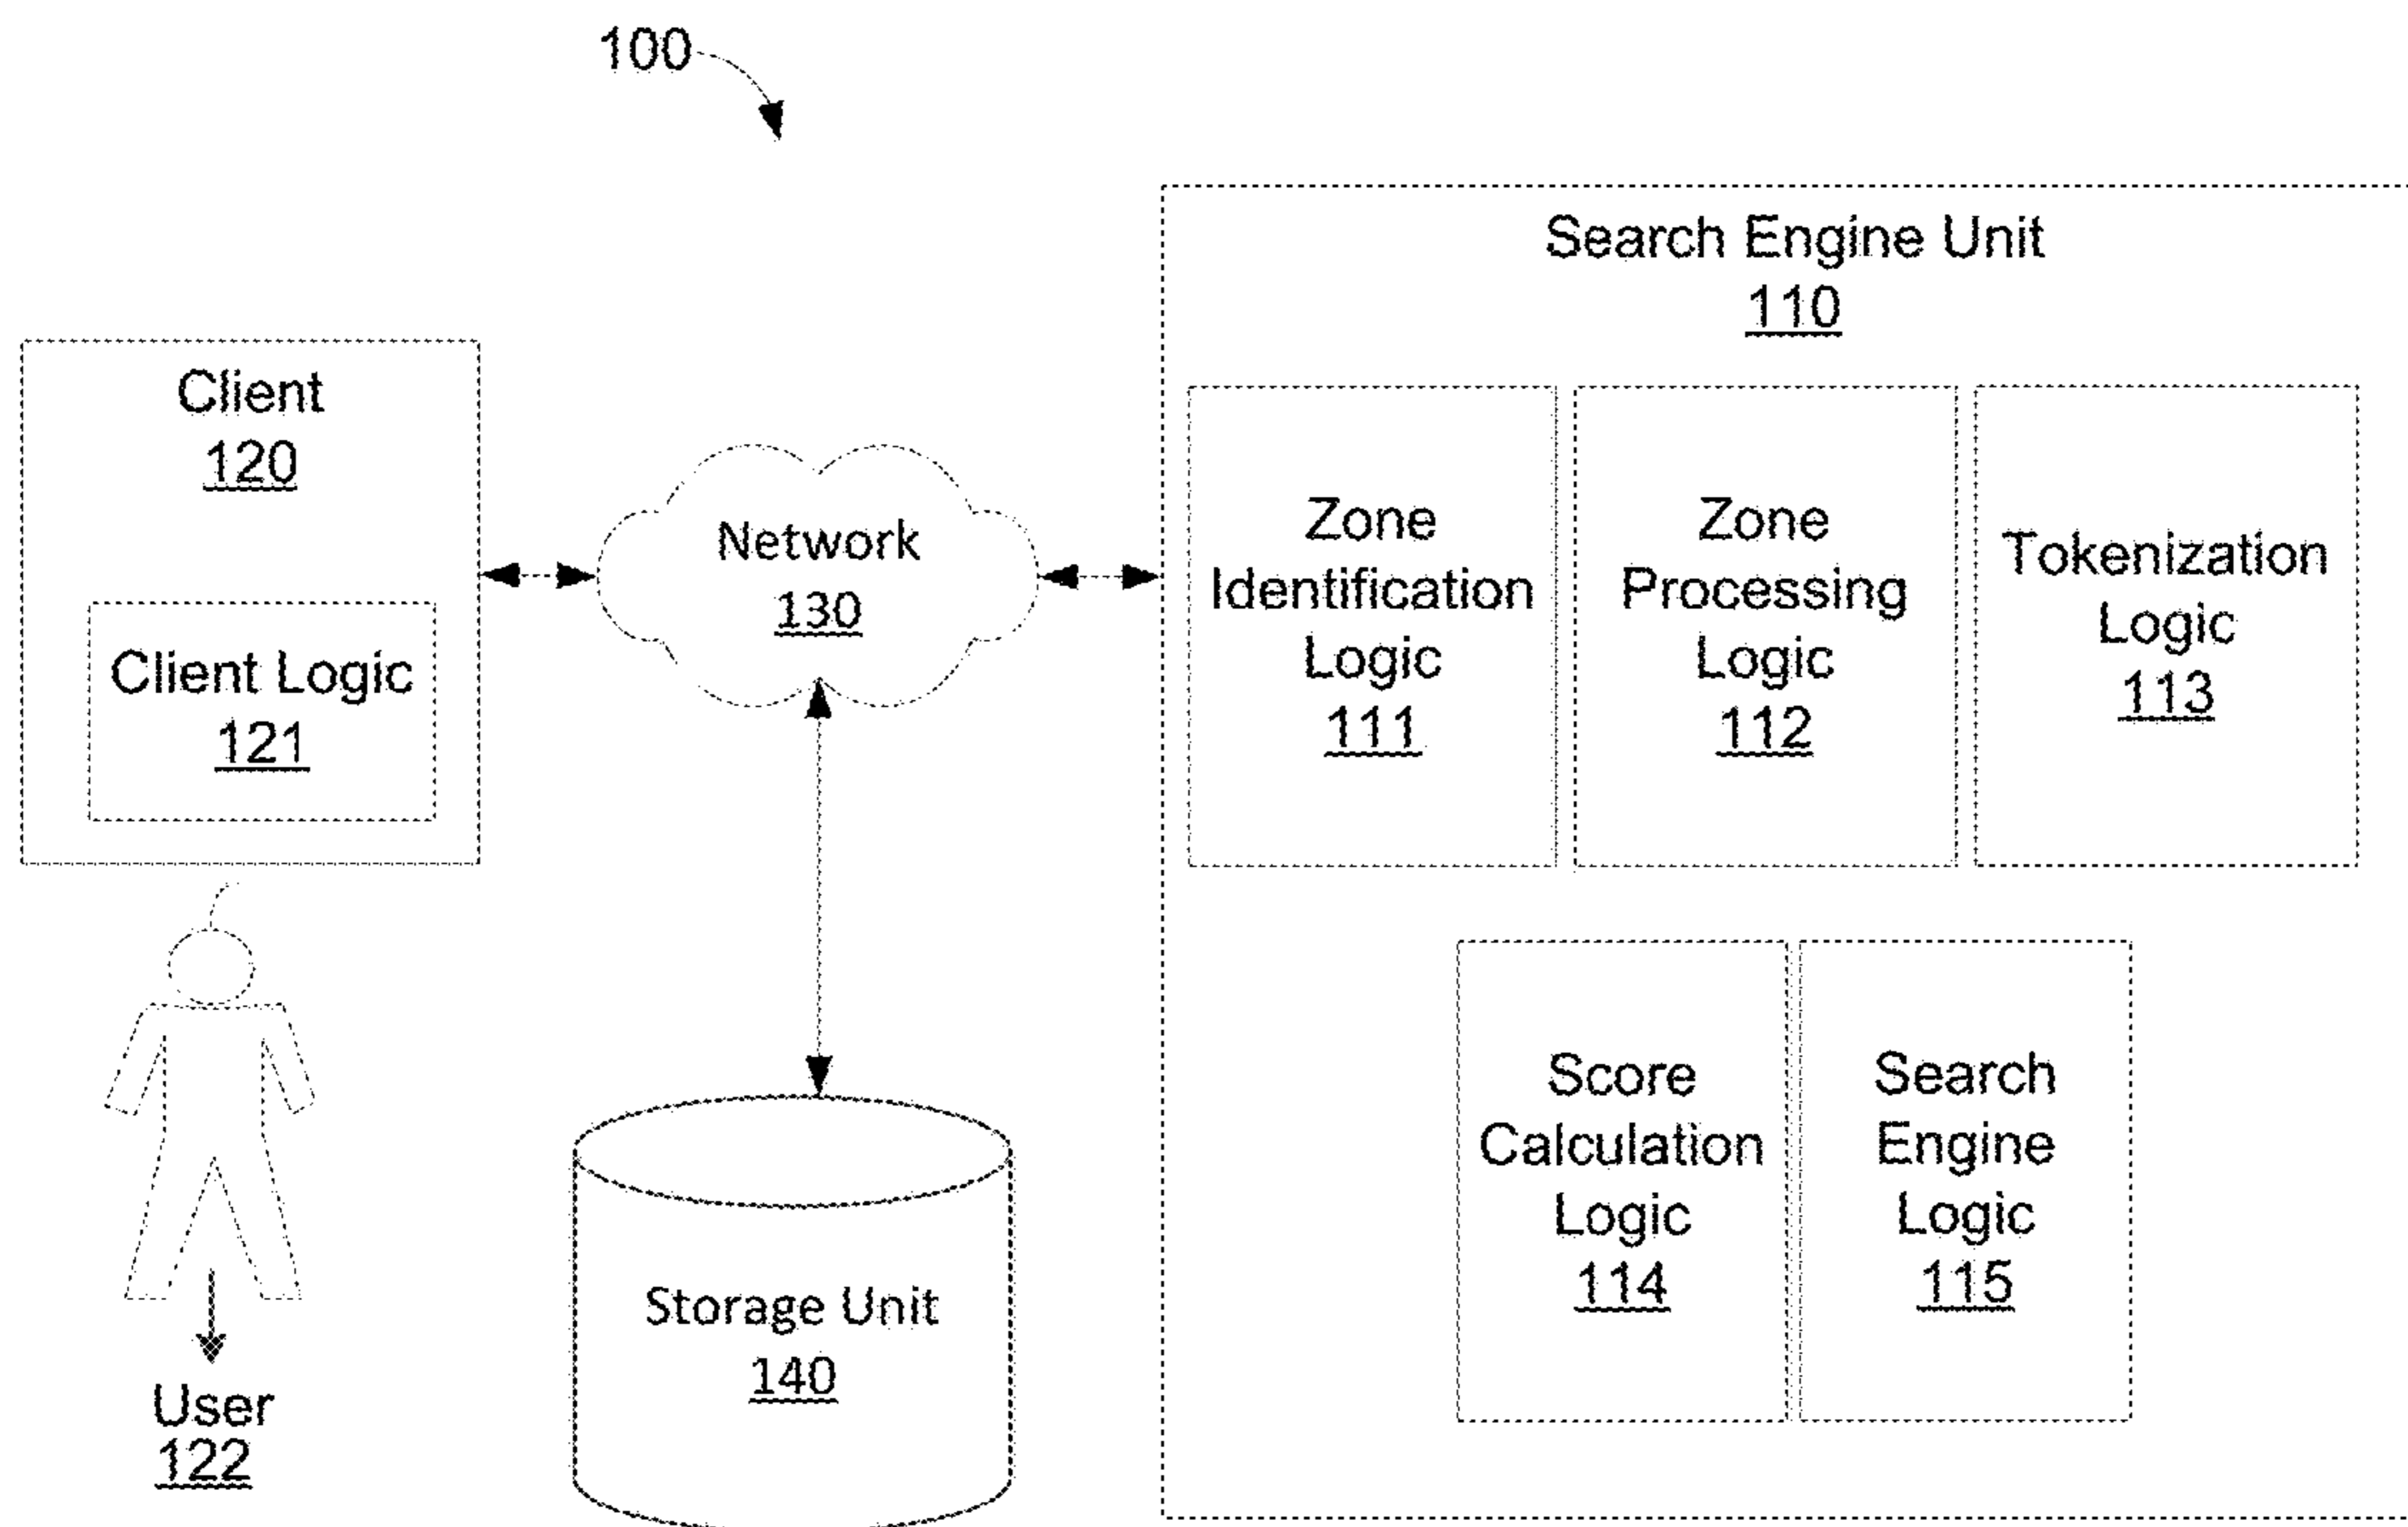 100
Search Engine Unit
110
Client
120
Client Logic
121
Network
130
Zone
Identification
Logic
111
Zone
Processing
Logic
112
Tokenization
Logic
113
Score
Calculation
Logic
114
Search
Engine
Logic
115
Storage Unit
140
User
122